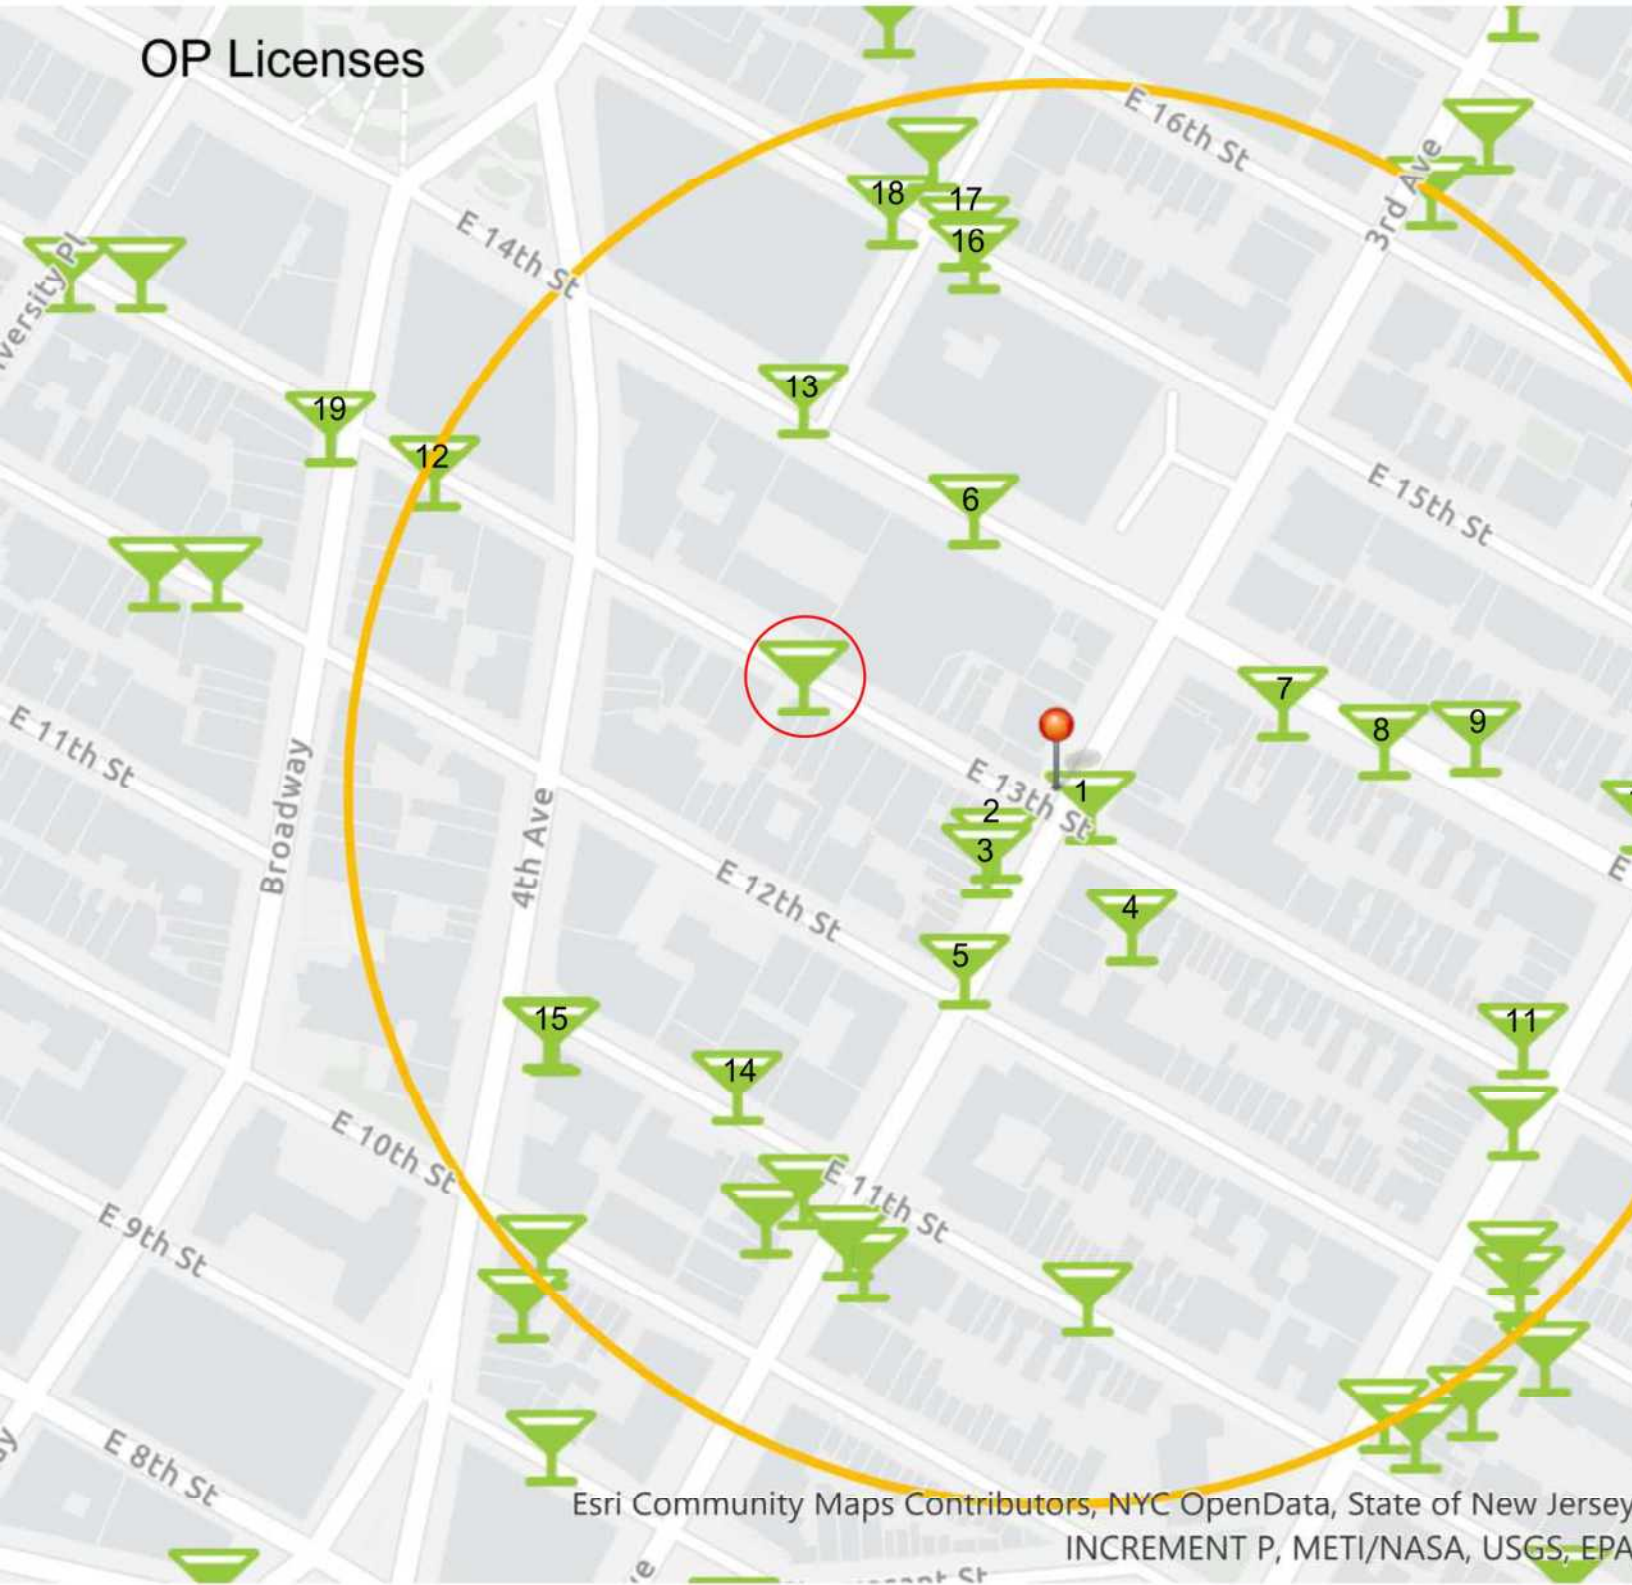 OP Licenses
E 16th St
3rd Ave
18
17
16
E 14th St
13
19
12
6
E 15th St
7
8
9
E 11th St
Broadway
4th Ave
E 13th St
1
2
3
E 12th St
4
5
11
15
14
E 10th St
E 11th St
E 9th St
E 8th St
Esri Community Maps Contributors, NYC OpenData, State of New Jersey
INCREMENT P, METI/NASA, USGS, EPA